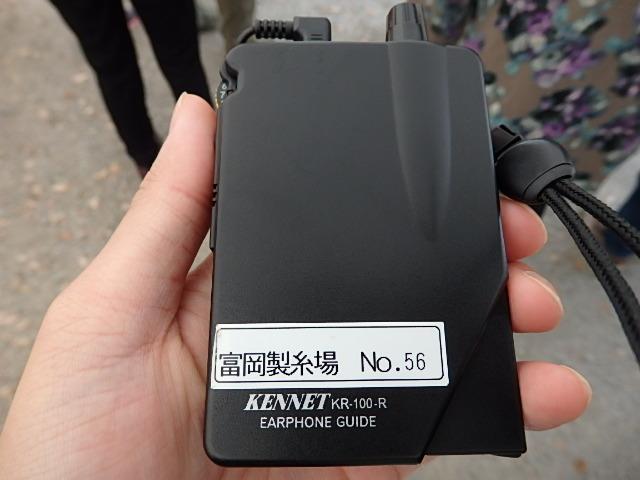 富岡製糸場 No.56
KENNET KR-100-R
EARPHONE GUIDE